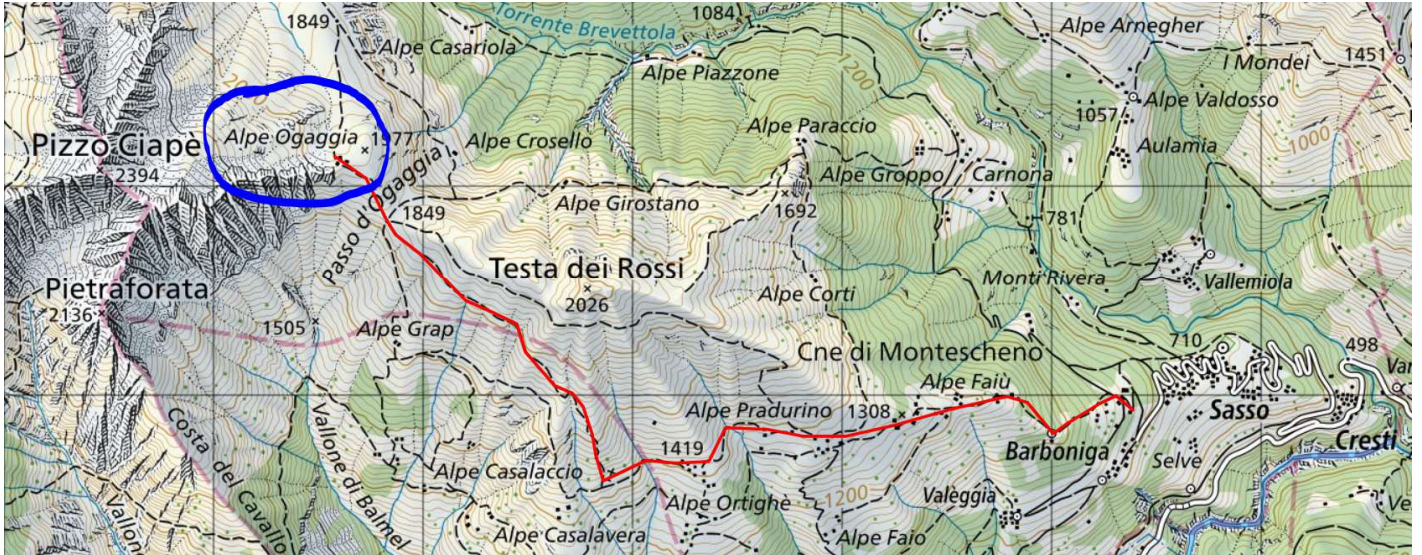 1849
Alpe Casariola
Torrente Brevettola
1084
Alpe Arnegher
1451
I Mondei
Alpe Piazzone
1200
1200
Alpe Valdosso
1057
Alpe Ogaggia
1977
Alpe Crosello
Alpe Paraccio
Aulamia
1000
Pizzo Ciapè
2394
Alpe Groppo
Carnona
Passo d'Ogaggia
1849
Alpe Girostano
1692
781
Testa dei Rossi
2026
Alpe Corti
Monti Rivera
Vallemiola
Pietraforata
2136
1505
Alpe Grap
Cne di Montescheno
710
498
Alpe Faiù
Alpe Pradurino
1308
Sasso
Costa del Cavallo
Vallone di Balmel
1419
Barboniga
Cresti
Alpe Casalaccio
Selve
Alpe Ortighè
1200
Valèggia
Vallon
Alpe Casalavera
Alpe Faio